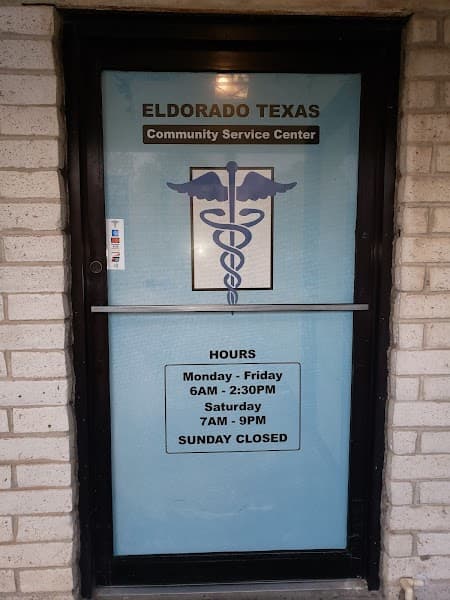 ELDORADO TEXAS
Community Service Center
HOURS
Monday - Friday
6AM - 2:30PM
Saturday
7AM - 9PM
SUNDAY CLOSED